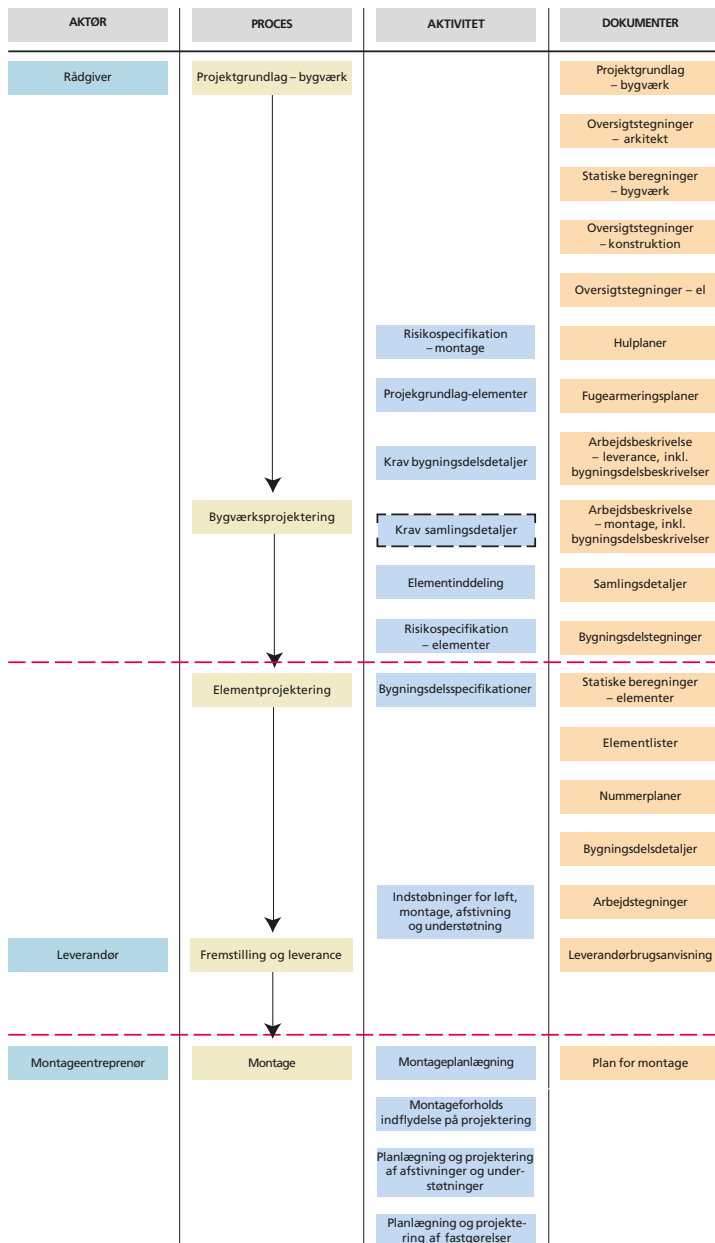 AKTØR
PROCES
AKTIVITET
DOKUMENTER
Rådgiver
Projektgrundlag – bygværk
Projektgrundlag
– bygværk
Oversigtstegninger
– arkitekt
Statiske beregninger
– bygværk
Oversigtstegninger
– konstruktion
Oversigtstegninger – el
Risikospecifikation
– montage
Hulplaner
Projekgrundlag-elementer
Fugearmeringsplaner
Krav bygningsdelsdetaljer
Arbejdsbeskrivelse
– leverance, inkl.
bygningsdelsbeskrivelser
Bygværksprojektering
Krav samlingsdetaljer
Arbejdsbeskrivelse
– montage, inkl.
bygningsdelsbeskrivelser
Elementinddeling
Samlingsdetaljer
Risikospecifikation
– elementer
Bygningsdelstegninger
Elementprojektering
Bygningsdelsspecifikationer
Statiske beregninger
– elementer
Elementlister
Nummerplaner
Bygningsdelsdetaljer
Indstøbninger for løft,
montage, afstivning
og understøtning
Arbejdstegninger
Leverandør
Fremstilling og leverance
Leverandørbrugsanvisning
Montageentreprenør
Montage
Montageplanlægning
Plan for montage
Montageforholds
indflydelse på projektering
Planlægning og projektering
af afstivninger og under-
støtninger
Planlægning og projekte-
ring af fastgørelser